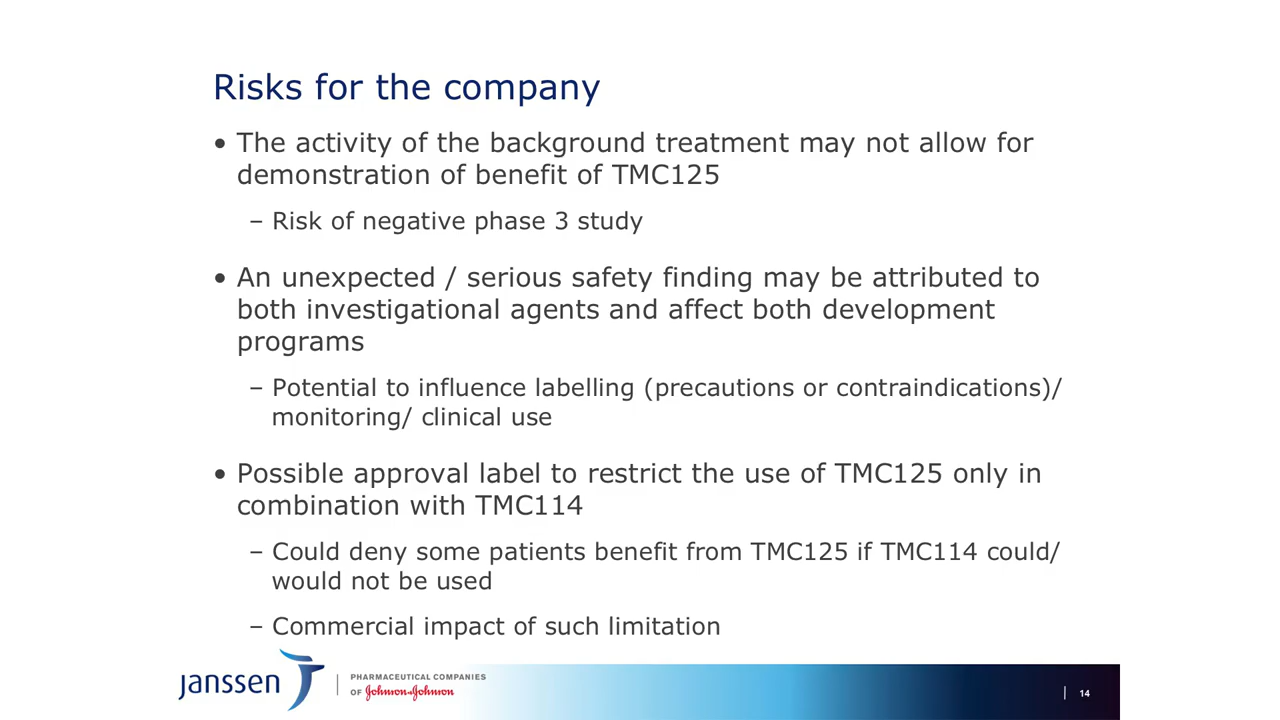 Risks for the company
• The activity of the background treatment may not allow for
demonstration of benefit of TMC125
– Risk of negative phase 3 study
• An unexpected / serious safety finding may be attributed to
both investigational agents and affect both development
programs
– Potential to influence labelling (precautions or contraindications)/
monitoring/ clinical use
• Possible approval label to restrict the use of TMC125 only in
combination with TMC114
– Could deny some patients benefit from TMC125 if TMC114 could/
would not be used
– Commercial impact of such limitation
janssen
PHARMACEUTICAL COMPANIES
OF Johnson & Johnson
14